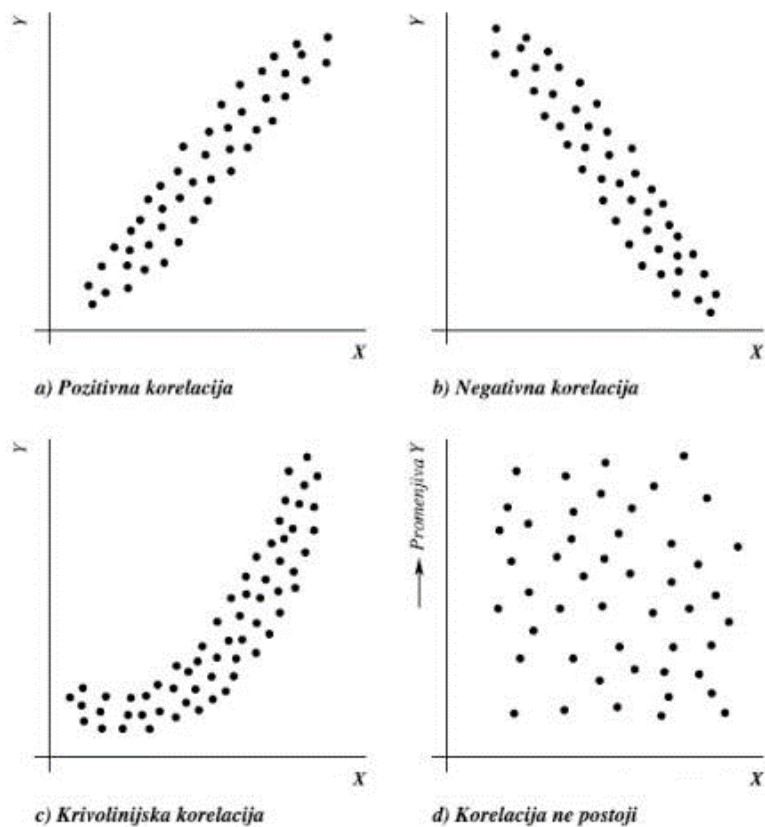 Y
Y
X
X
a) Pozitivna korelacija
b) Negativna korelacija
Y
Promenjiva Y
X
X
c) Krivolinijska korelacija
d) Korelacija ne postoji